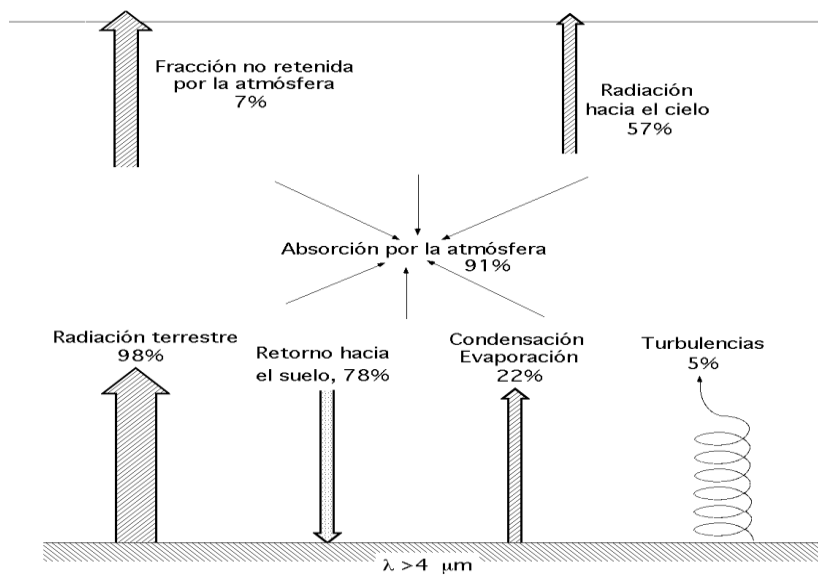 Fracción no retenida
por la atmósfera
7%
Radiación
hacia el cielo
57%
Absorción por la atmósfera
91%
Radiación terrestre
98%
Retorno hacia
el suelo, 78%
Condensación
Evaporación
22%
Turbulencias
5%
λ >4 μm